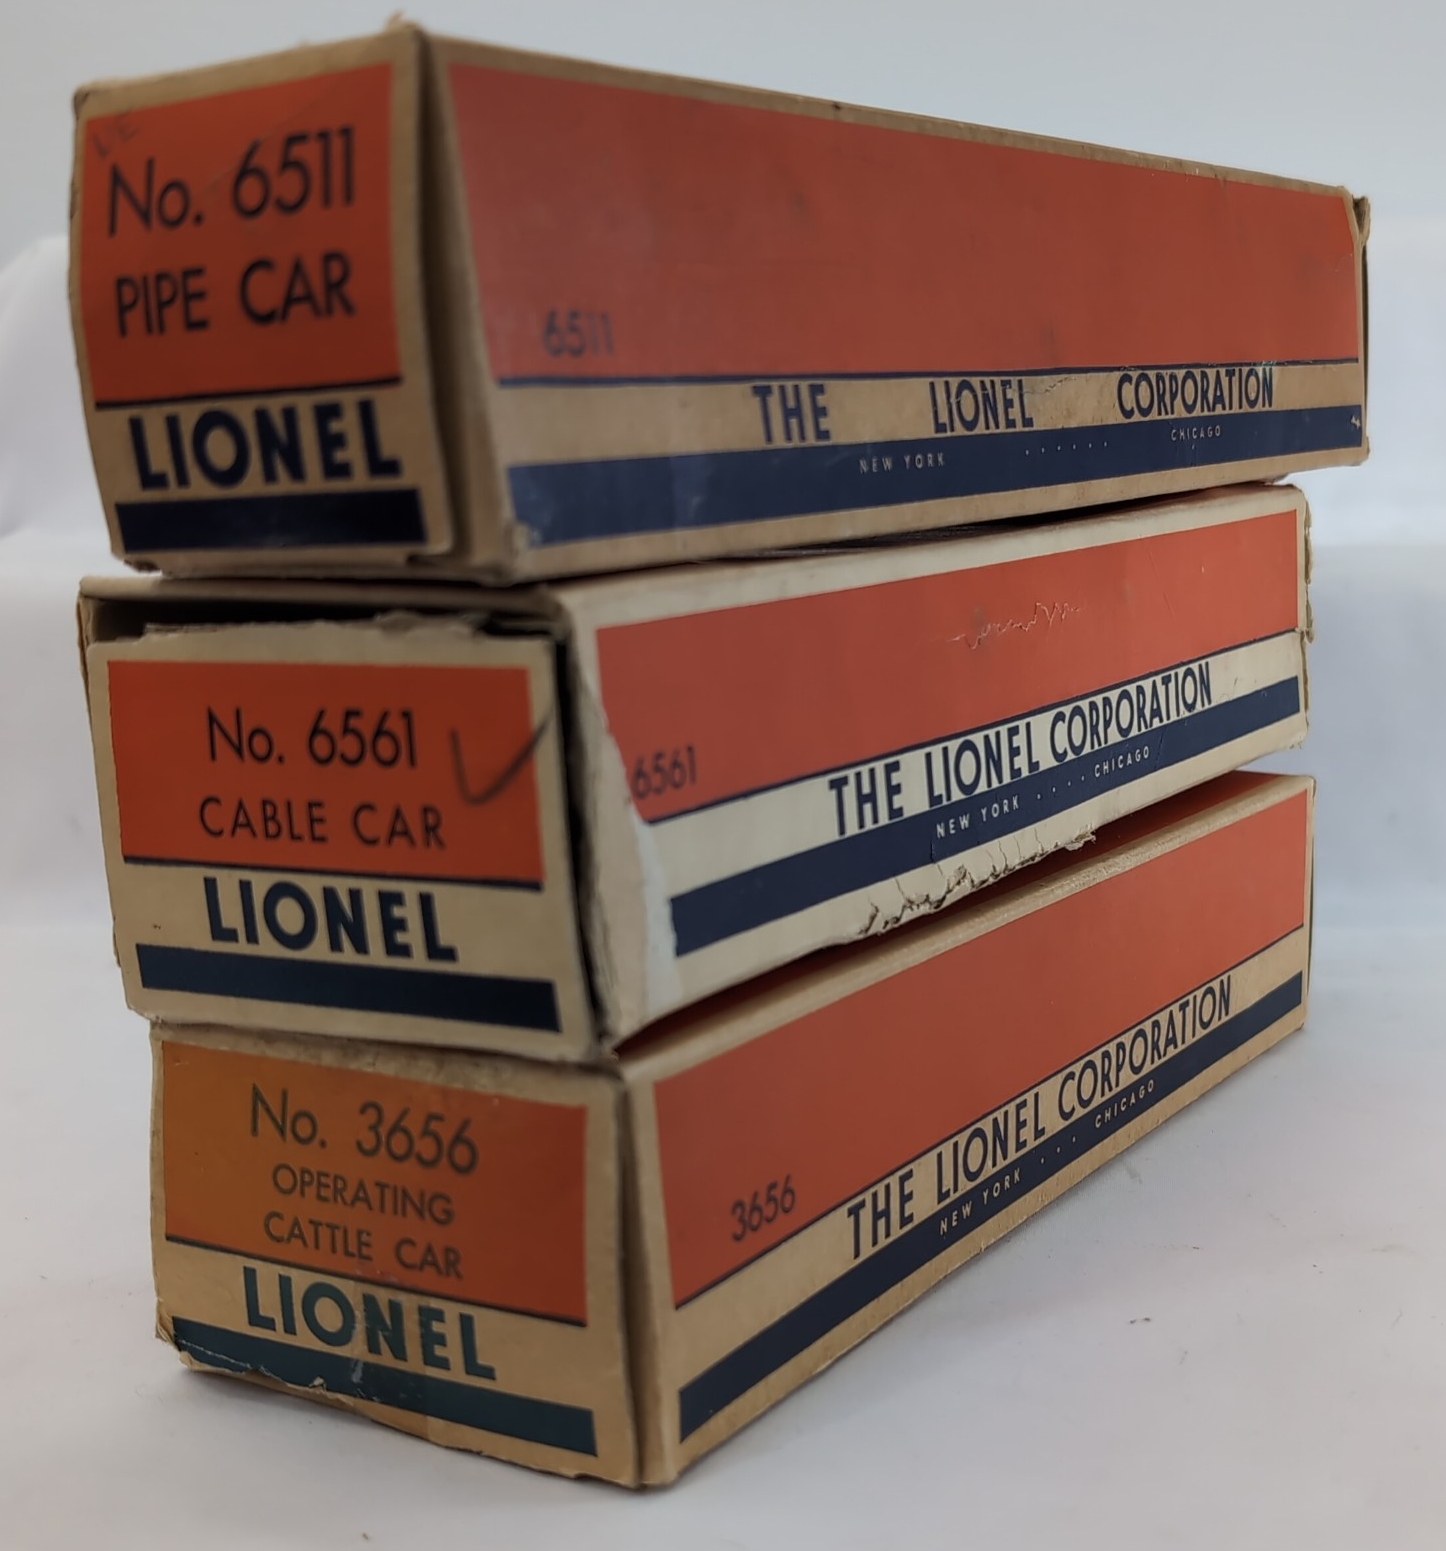 No. 6511
PIPE CAR
LIONEL
6511
THE LIONEL CORPORATION
NEW YORK ...... CHICAGO
No. 6561
CABLE CAR
LIONEL
6561
THE LIONEL CORPORATION
NEW YORK .... CHICAGO
No. 3656
OPERATING
CATTLE CAR
LIONEL
3656
THE LIONEL CORPORATION
NEW YORK ... CHICAGO